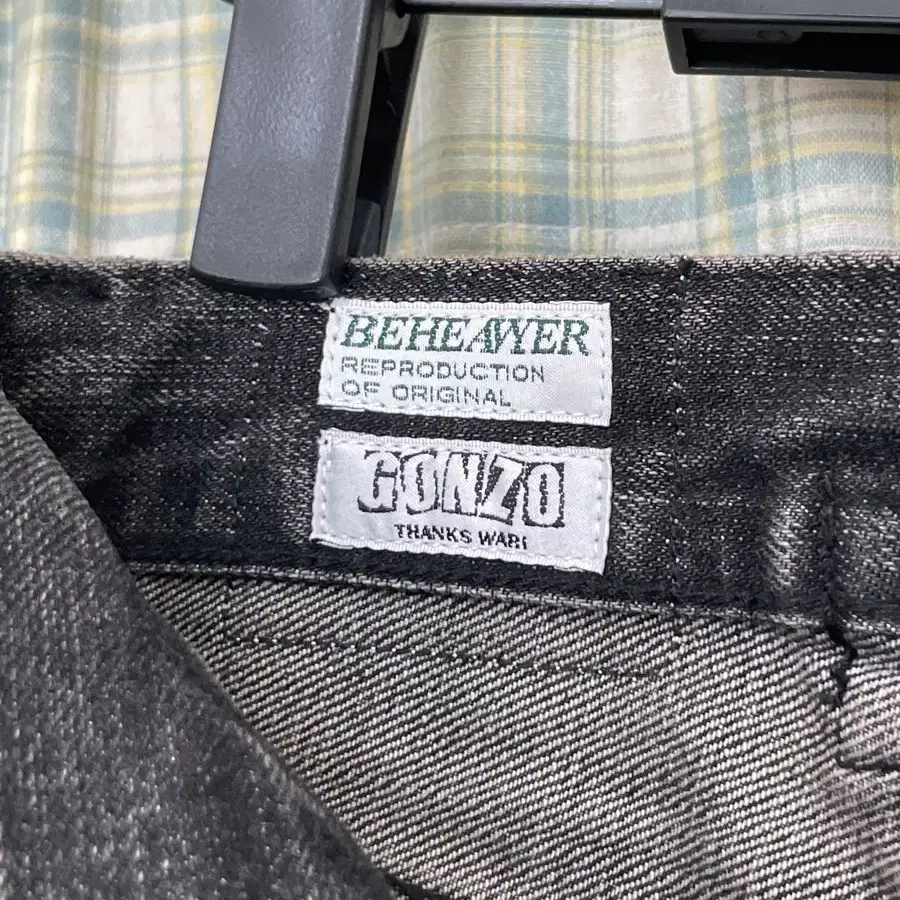 BEHEAVYER
REPRODUCTION
OF ORIGINAL
GONZO
THANKS WARI